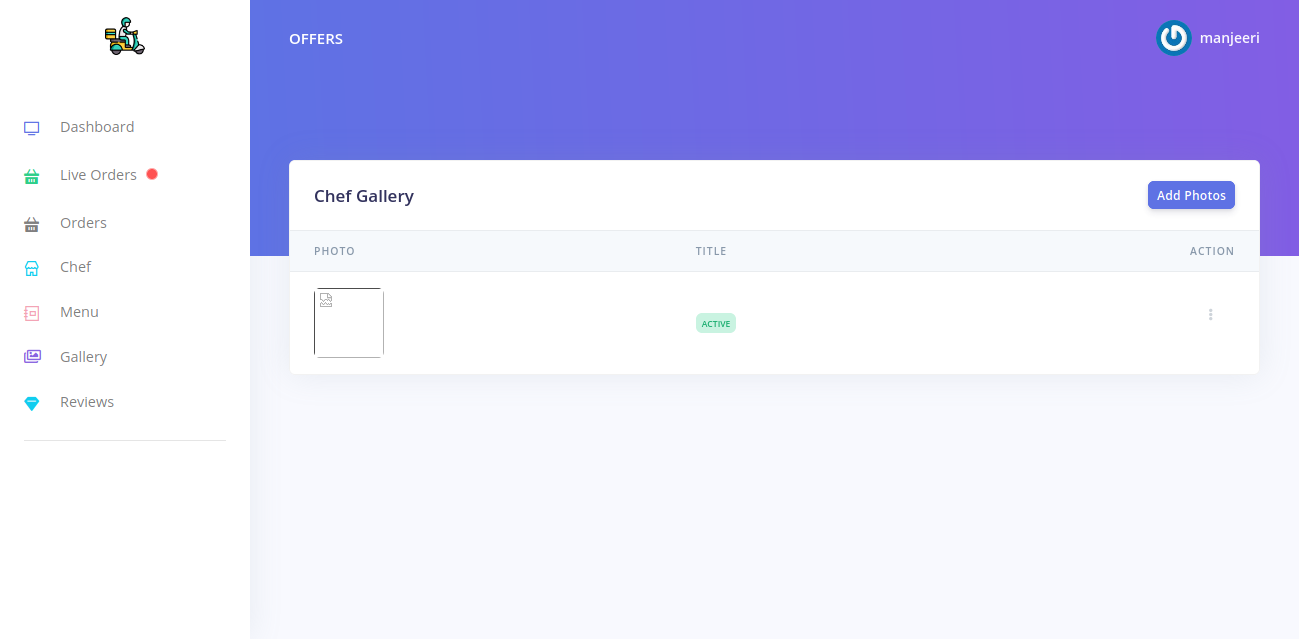 OFFERS
manjeeri
Dashboard
Live Orders
Orders
Chef
Menu
Gallery
Reviews
Chef Gallery
Add Photos
PHOTO TITLE ACTION
ACTIVE